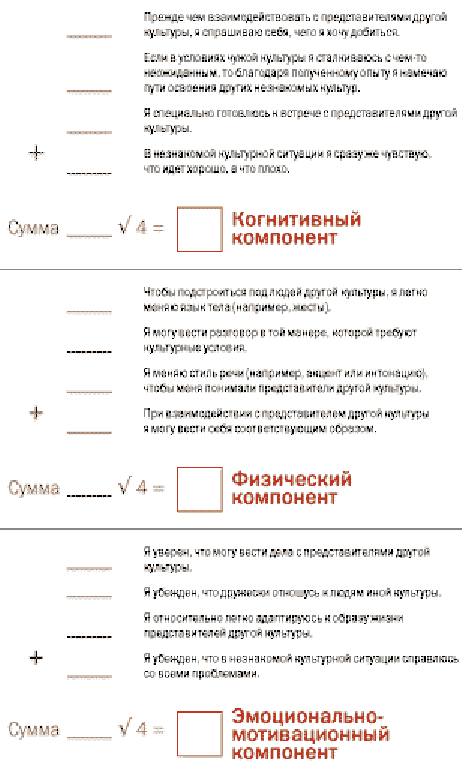 Прежде чем взаимодействовать с представителями другой
культуры, я спрашиваю себя, чего я хочу добиться.
Если в условиях чужой культуры я сталкиваюсь с чем-то
неожиданным, то благодаря полученному опыту я намечаю
пути освоения других незнакомых культур.
Я специально готовлюсь к встрече с представителями другой
культуры.
+ В незнакомой культурной ситуации я сразу же чувствую,
что идет хорошо, а что плохо.
Сумма ____ √ 4 =
Когнитивный
компонент
Чтобы подстроиться под людей другой культуры, я легко
меняю язык тела (например, жесты).
Я могу вести разговор в той манере, которой требуют
культурные условия.
Я меняю стиль речи (например, акцент или интонацию),
чтобы меня понимали представители другой культуры.
+ При взаимодействии с представителем другой культуры
я могу вести себя соответствующим образом.
Сумма ____ √ 4 =
Физический
компонент
Я уверен, что могу вести дела с представителями другой
культуры.
Я убежден, что дружески отношусь к людям иной культуры.
Я относительно легко адаптируюсь к образу жизни
представителей другой культуры.
+ Я убежден, что в незнакомой культурной ситуации справлюсь
со всеми проблемами.
Сумма ____ √ 4 =
Эмоционально-
мотивационный
компонент